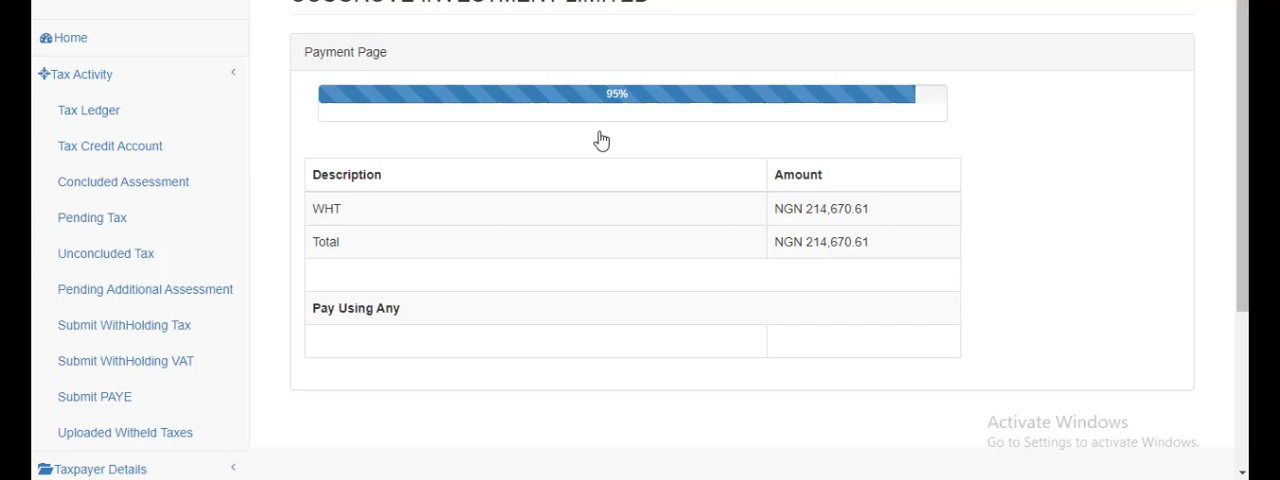 Home
Tax Activity
Tax Ledger
Tax Credit Account
Concluded Assessment
Pending Tax
Unconcluded Tax
Pending Additional Assessment
Submit WithHolding Tax
Submit WithHolding VAT
Submit PAYE
Uploaded Witheld Taxes
Taxpayer Details
INVESTMENT LIMITED
Payment Page
95%
Description Amount
WHT NGN 214,670.61
Total NGN 214,670.61
Pay Using Any
Activate Windows
Go to Settings to activate Windows.